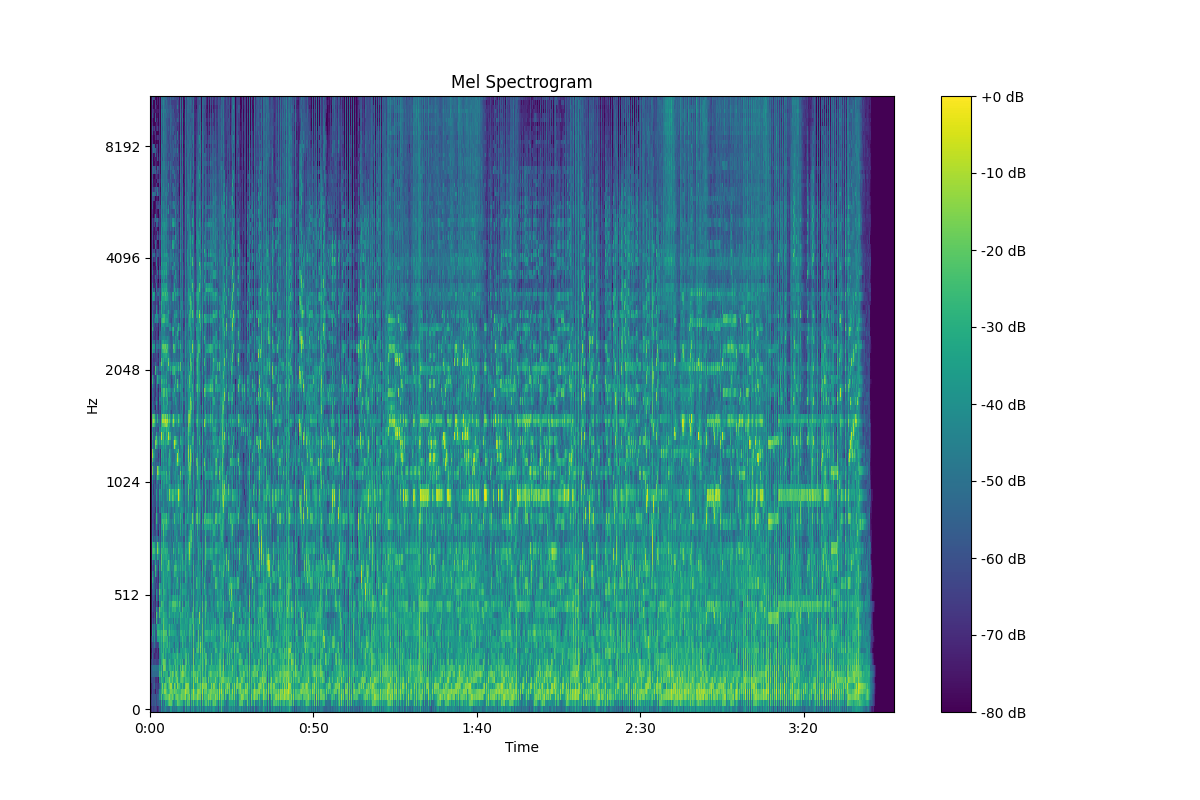 Mel Spectrogram
Hz
8192
4096
2048
1024
512
0
0:00 0:50 1:40 2:30 3:20
Time
+0 dB
-10 dB
-20 dB
-30 dB
-40 dB
-50 dB
-60 dB
-70 dB
-80 dB